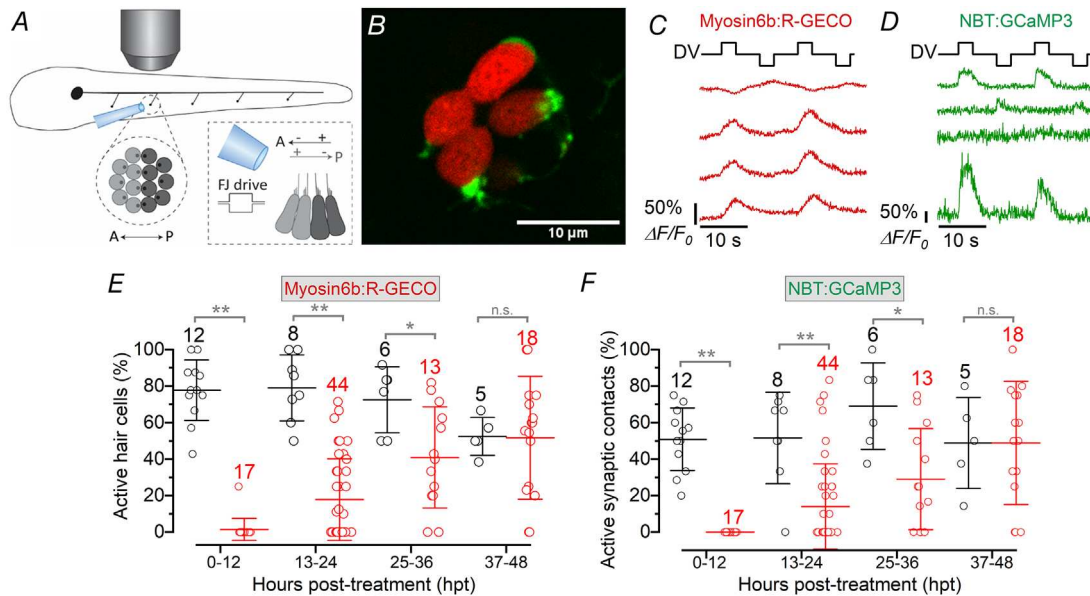 A
A
P
FJ drive
A
- +
+ -
P
B
10 µm
C
Myosin6b:R-GECO
DV
50%
ΔF/F0
10 s
D
NBT:GCaMP3
DV
50%
ΔF/F0
10 s
E
Myosin6b:R-GECO
** ** * n.s.
12 17 8 44 6 13 5 18
Active hair cells (%)
100
80
60
40
20
0
0-12 13-24 25-36 37-48
Hours post-treatment (hpt)
F
NBT:GCaMP3
** ** * n.s.
12 17 8 44 6 13 5 18
Active synaptic contacts (%)
100
80
60
40
20
0
0-12 13-24 25-36 37-48
Hours post-treatment (hpt)